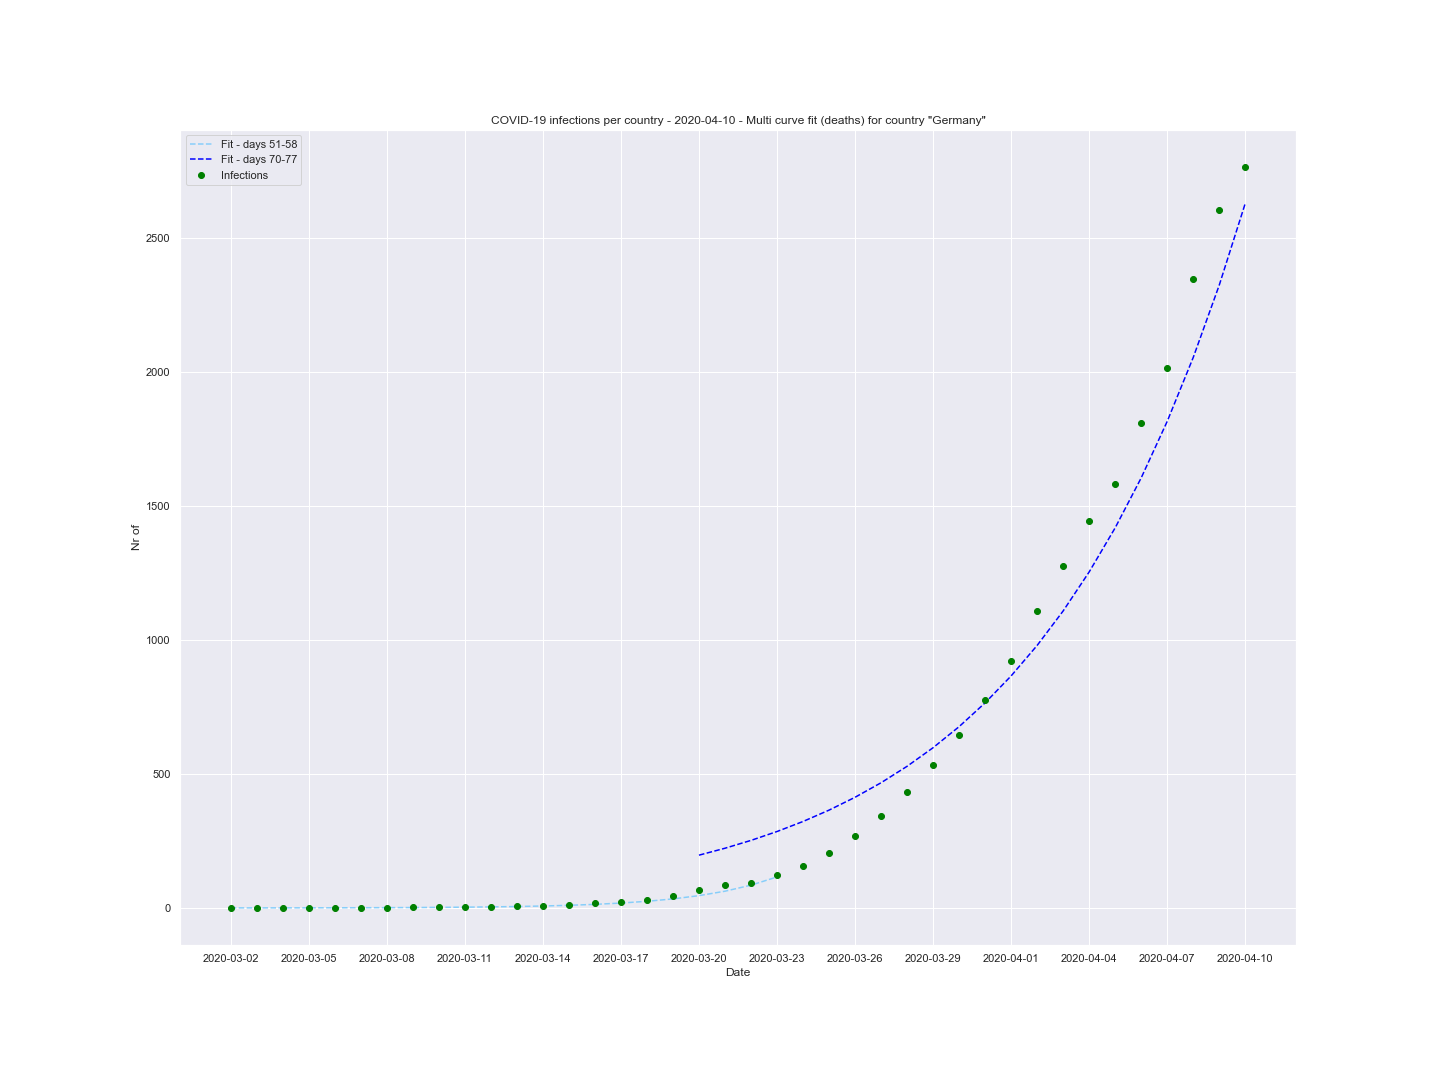 COVID-19 infections per country - 2020-04-10 - Multi curve fit (deaths) for country "Germany"
Fit - days 51-58
Fit - days 70-77
Infections
2500
2000
1500
1000
500
0
Nr of
2020-03-02 2020-03-05 2020-03-08 2020-03-11 2020-03-14 2020-03-17 2020-03-20 2020-03-23 2020-03-26 2020-03-29 2020-04-01 2020-04-04 2020-04-07 2020-04-10
Date